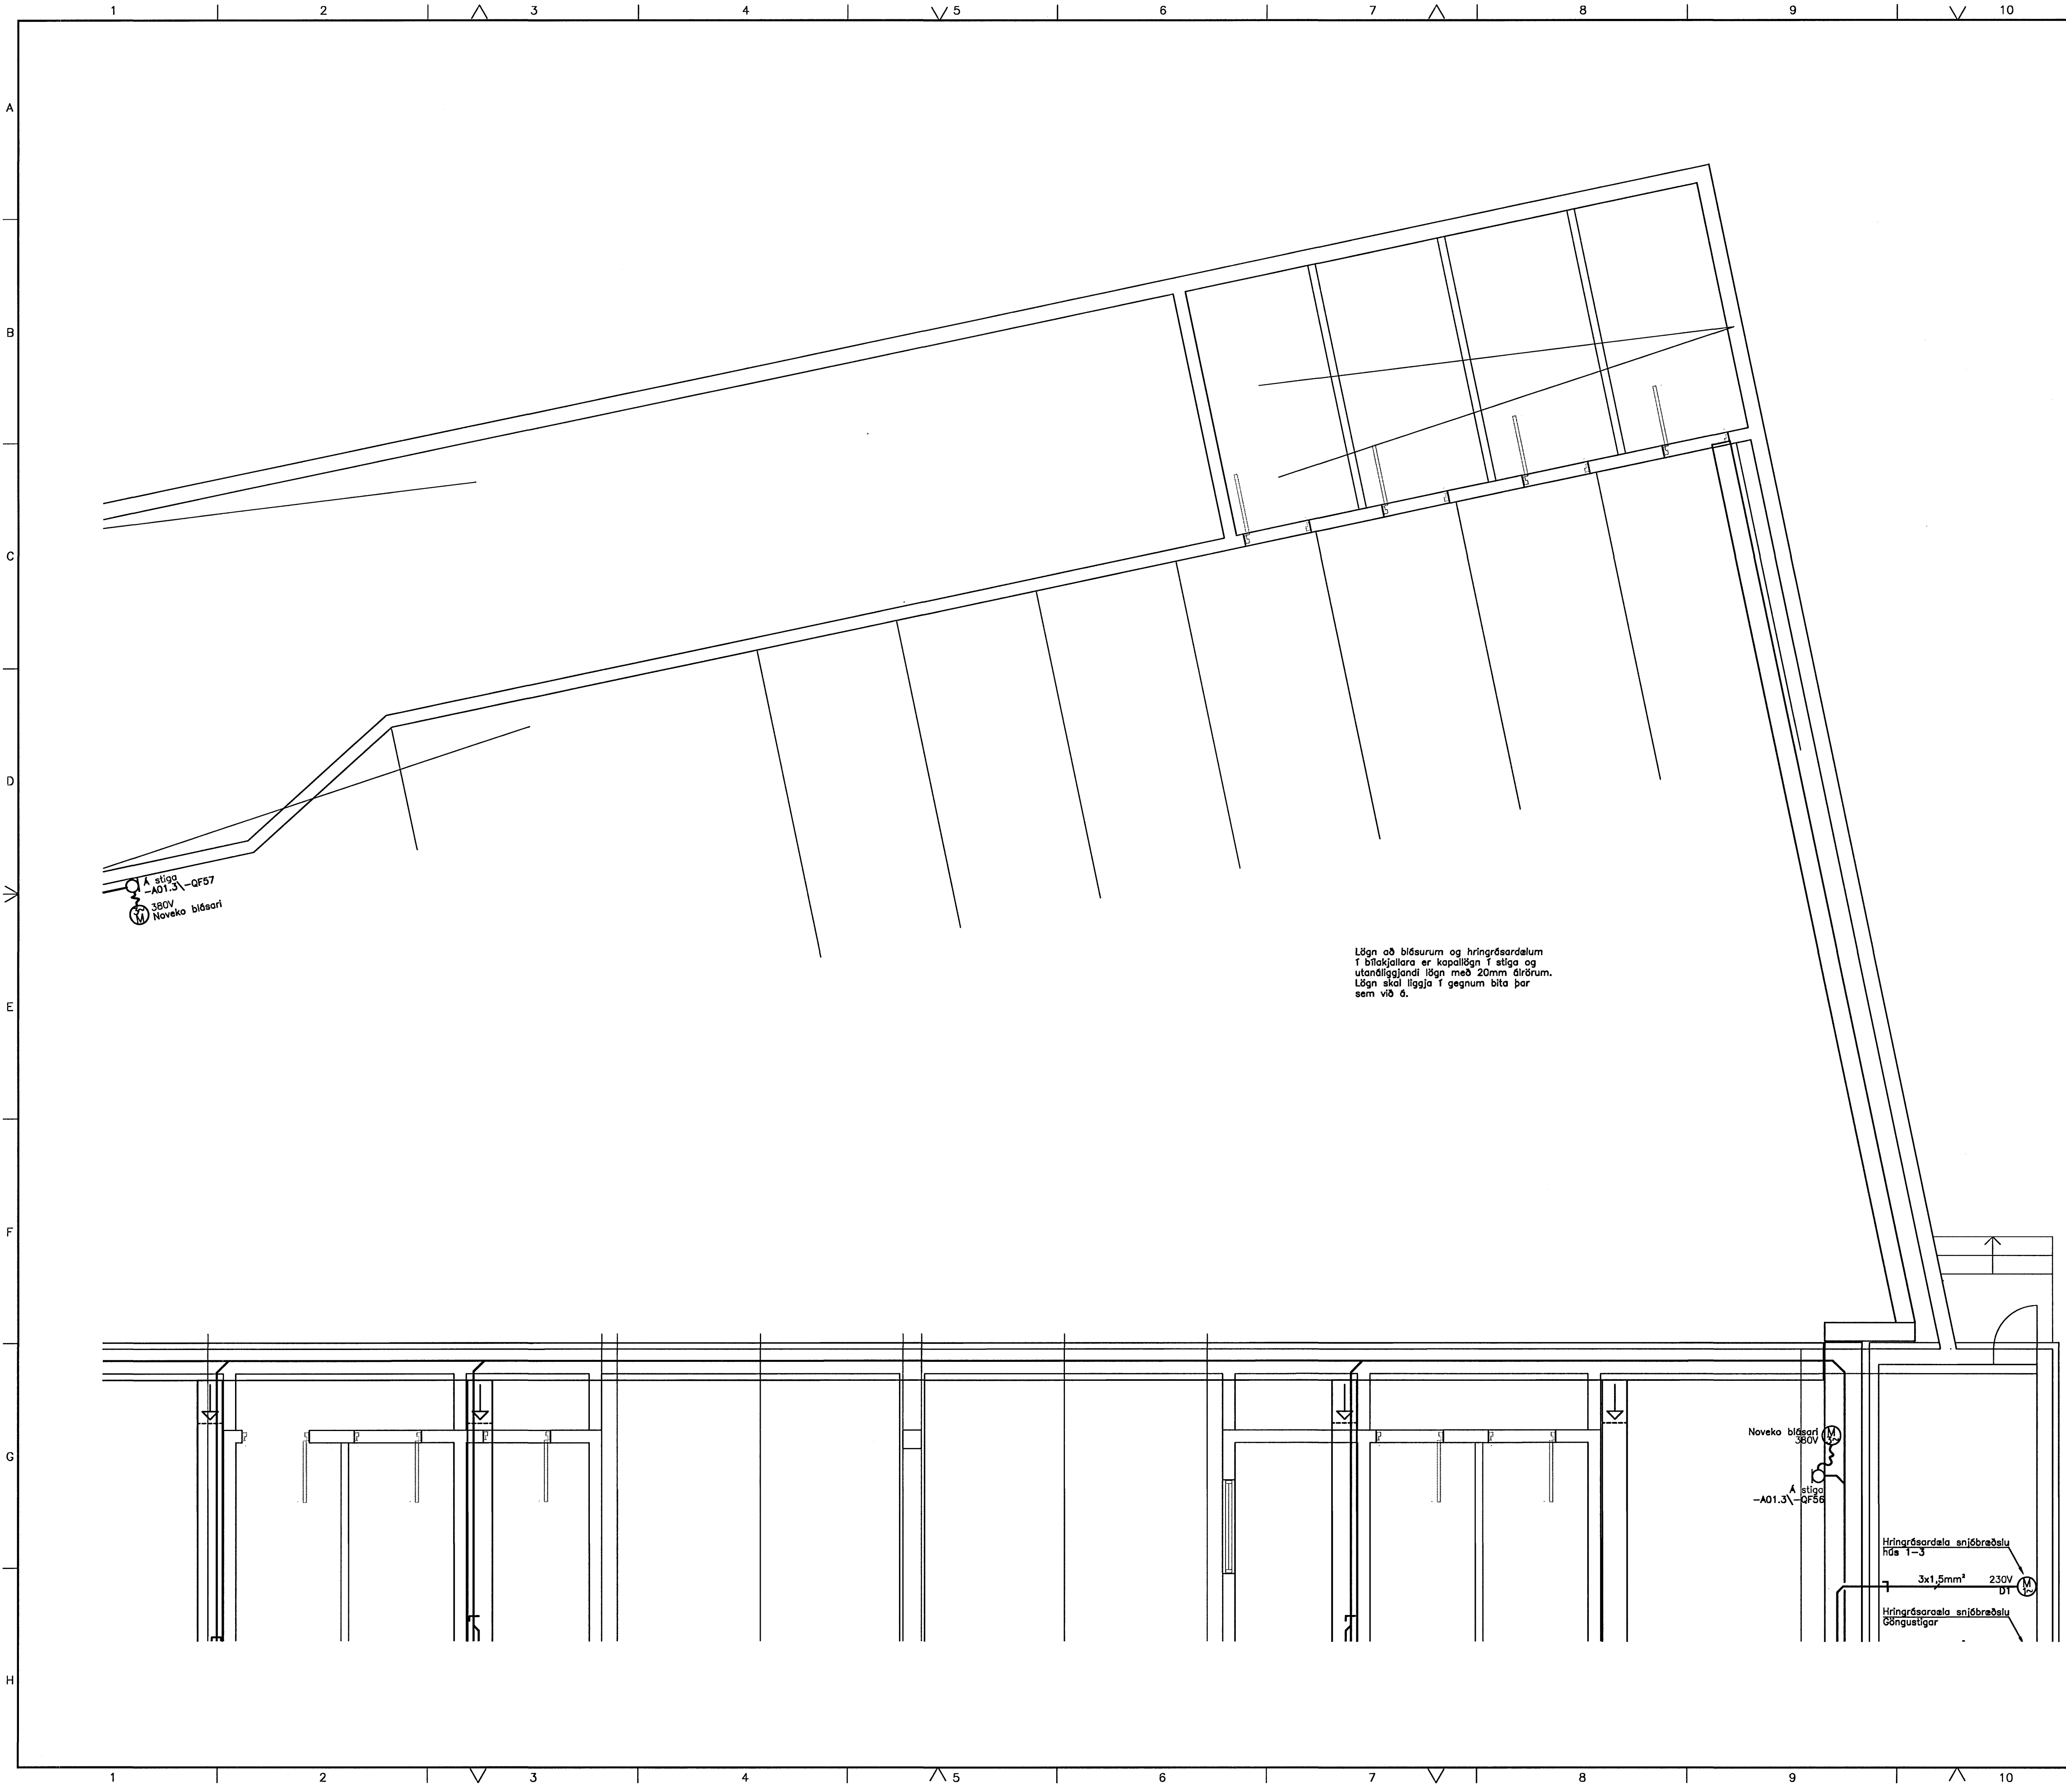 1 2 3 4 5 6 7 8 9 10
A
B
C
D
E
F
G
H
Á stiga
-A01.3\-QF57
3~
M
380V
Noveko blásari
Lögn að blásurum og hringrásardælum
í bílakjallara er kapallögn í stiga og
utanáliggjandi lögn með 20mm álrörum.
Lögn skal liggja í gegnum bita þar
sem við á.
Noveko blásari
380V
M
3~
Á stiga
-A01.3\-QF56
Hringrásardæla snjóbræðslu
hús 1-3
3x1,5mm² 230V
D1
M
1~
Hringrásardæla snjóbræðslu
Göngustígar
1 2 3 4 5 6 7 8 9 10